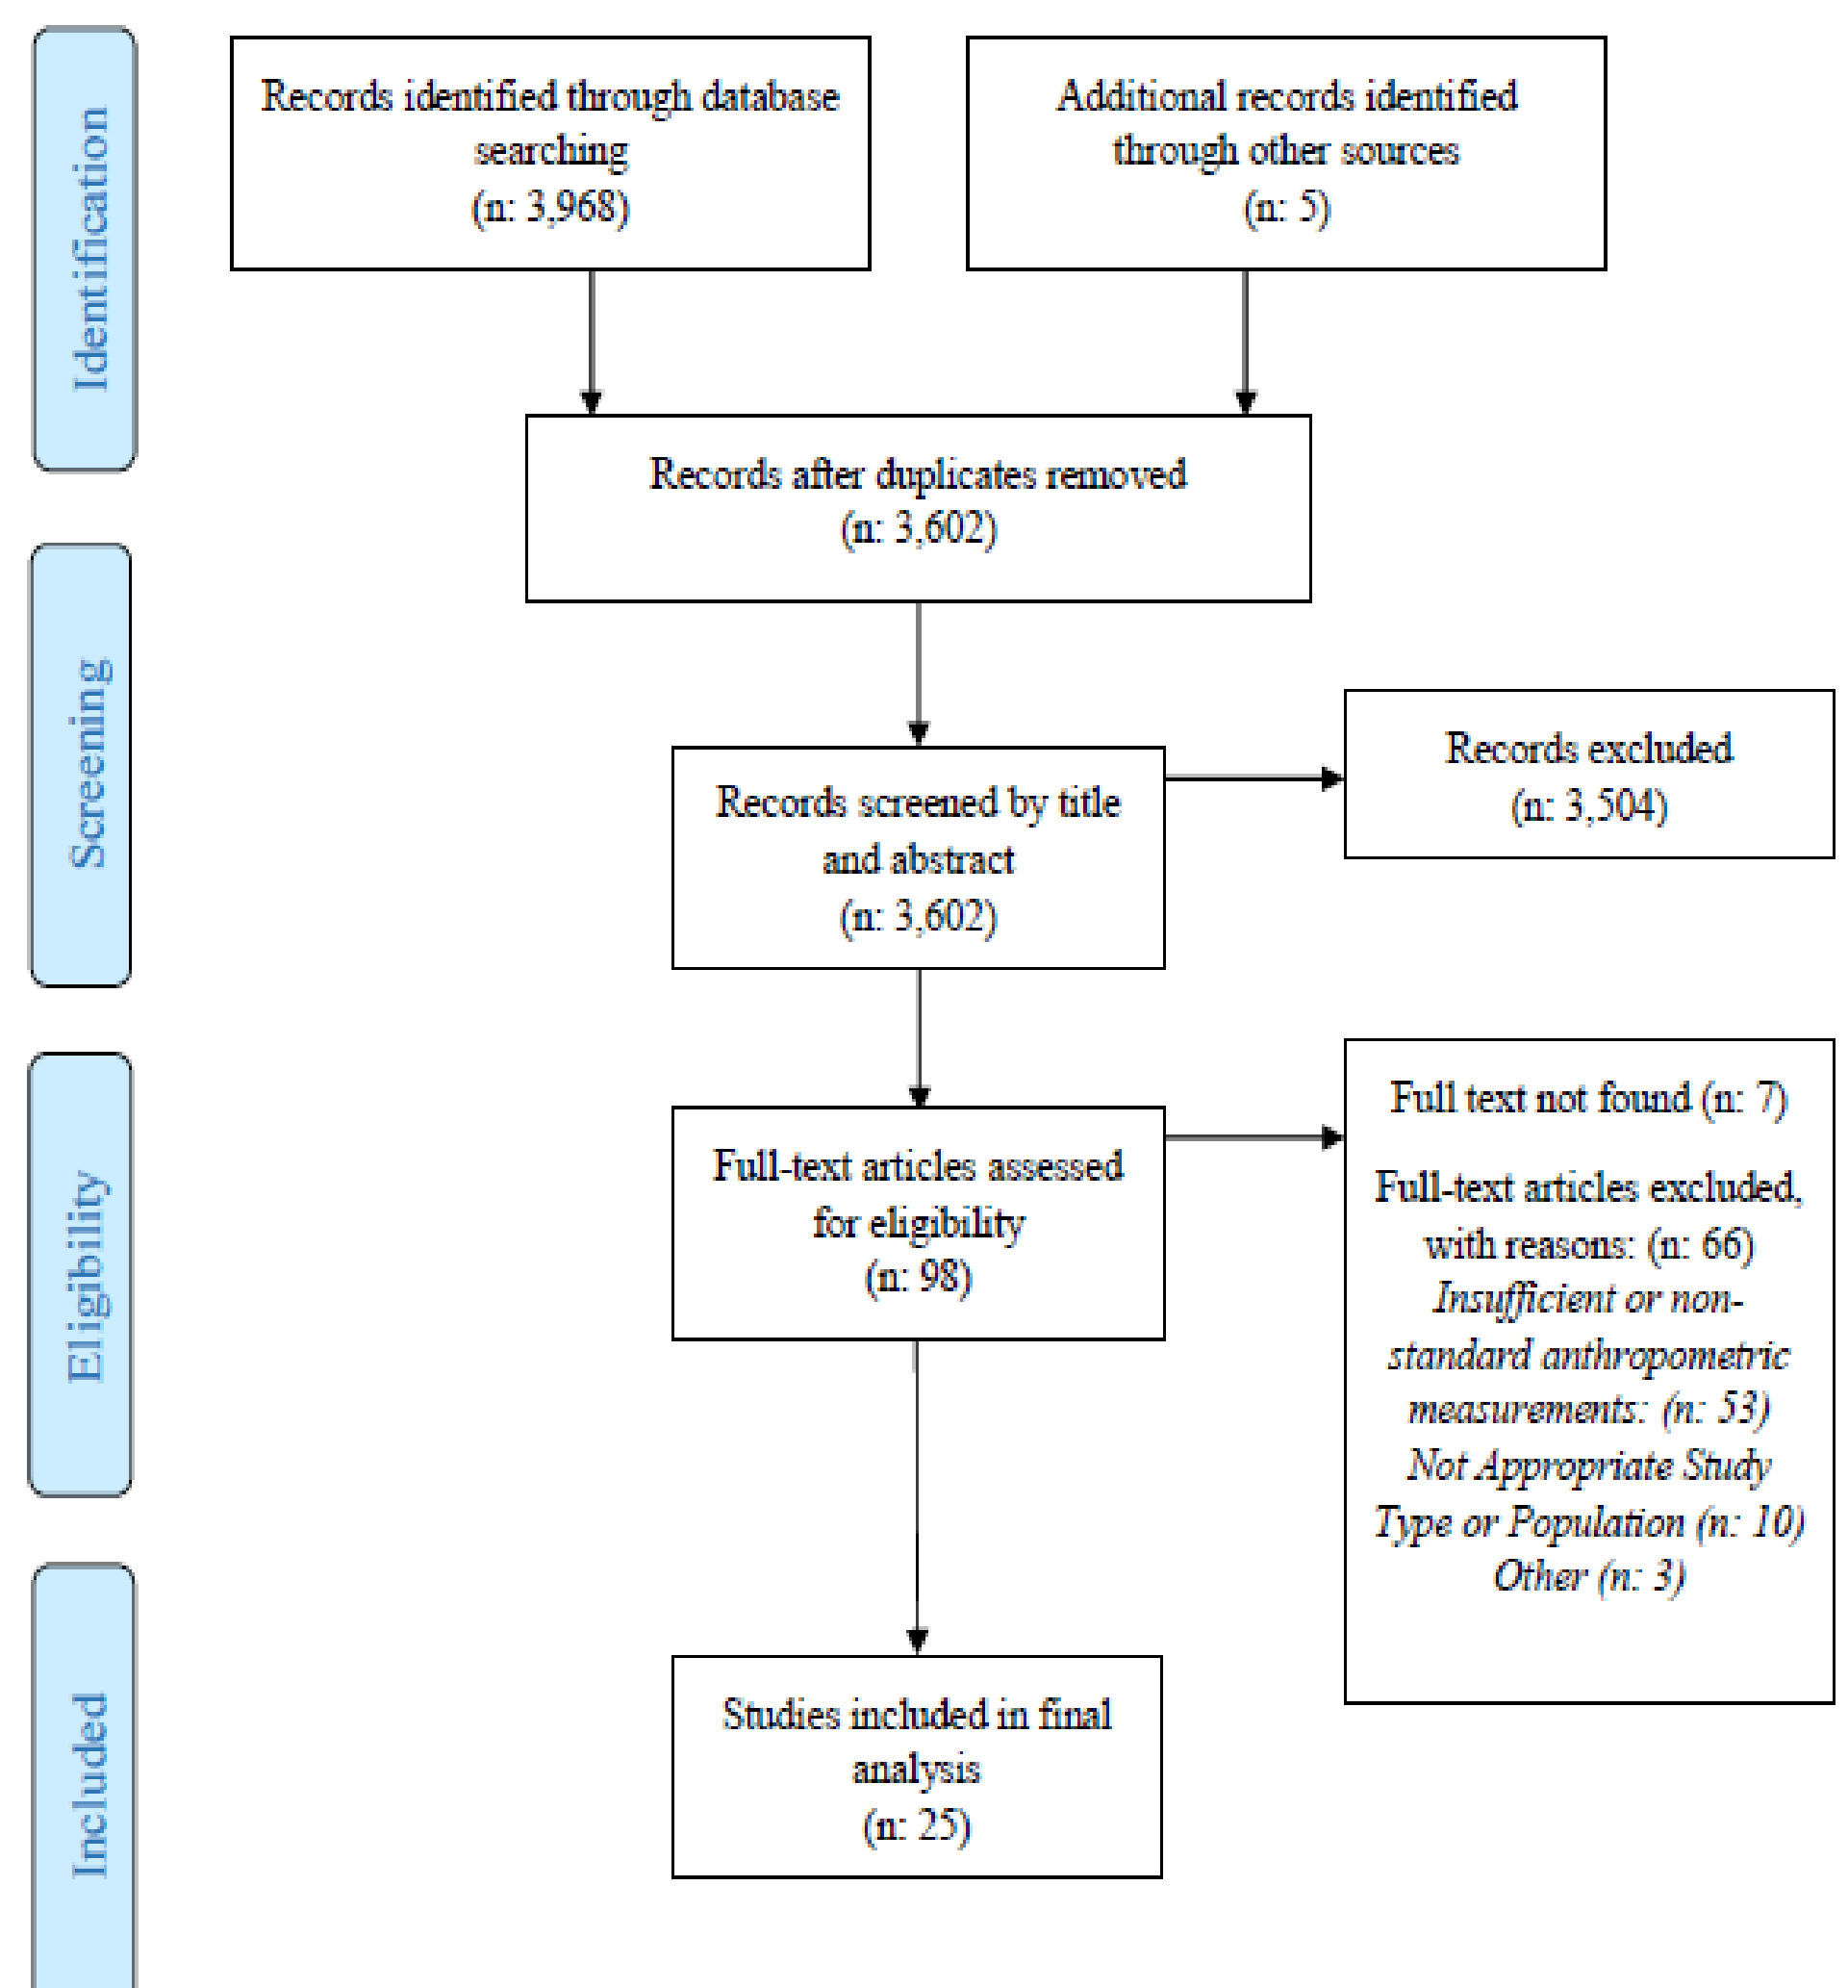 Identification
Records identified through database
searching
(n: 3,968)
Additional records identified
through other sources
(n: 5)
Records after duplicates removed
(n: 3,602)
Screening
Records screened by title
and abstract
(n: 3,602)
Records excluded
(n: 3,504)
Eligibility
Full-text articles assessed
for eligibility
(n: 98)
Full text not found (n: 7)
Full-text articles excluded,
with reasons: (n: 66)
Insufficient or non-
standard anthropometric
measurements: (n: 53)
Not Appropriate Study
Type or Population (n: 10)
Other (n: 3)
Included
Studies included in final
analysis
(n: 25)